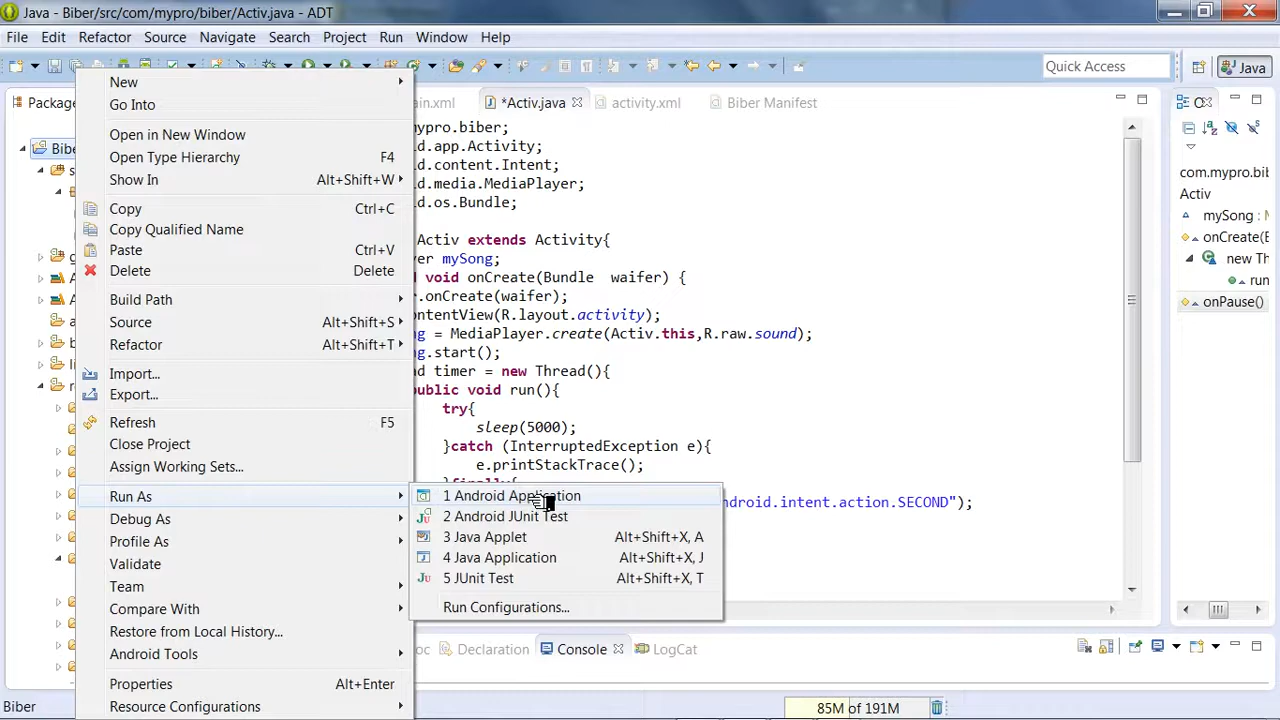 Java - Biber/src/com/mypro/biber/Activ.java - ADT
File Edit Refactor Source Navigate Search Project Run Window Help
Quick Access
Java
Package
ain.xml
*Activ.java
activity.xml
Biber Manifest
Bibe
New
Go Into
Open in New Window
Open Type Hierarchy F4
Show In Alt+Shift+W
Copy Ctrl+C
Copy Qualified Name
Paste
Delete Delete
Build Path
Source Alt+Shift+S
Refactor Alt+Shift+T
Import...
Export...
Refresh F5
Close Project
Assign Working Sets...
Run As
Debug As
Profile As
Validate
Team
Compare With
Restore from Local History...
Android Tools
Properties Alt+Enter
Resource Configurations
1 Android Application
2 Android JUnit Test
3 Java Applet Alt+Shift+X, A
4 Java Application Alt+Shift+X, J
5 JUnit Test Alt+Shift+X, T
Run Configurations...
mypro.biber;
d.app.Activity;
d.content.Intent;
d.media.MediaPlayer;
d.os.Bundle;
Activ extends Activity{
yer mySong;
d void onCreate(Bundle waifer) {
r.onCreate(waifer);
ontentView(R.layout.activity);
ng = MediaPlayer.create(Activ.this,R.raw.sound);
ng.start();
nd timer = new Thread(){
public void run(){
try{
sleep(5000);
}catch (InterruptedException e){
e.printStackTrace();
}finally{
ndroid.intent.action.SECOND");
com.mypro.bib
Activ
mySong : M
onCreate(B
new Th
run
onPause() :
oc
Declaration
Console
LogCat
Biber
85M of 191M